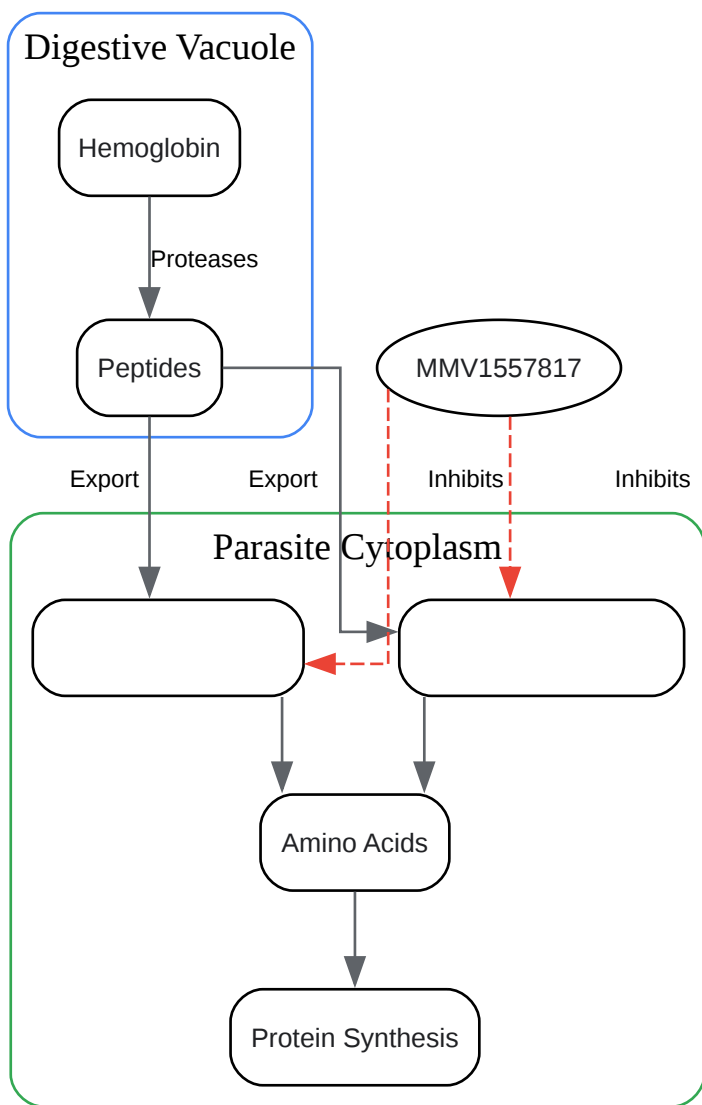 Digestive Vacuole
Hemoglobin
Proteases
Peptides
MMV1557817
Export
Export
Inhibits
Inhibits
Parasite Cytoplasm
Amino Acids
Protein Synthesis